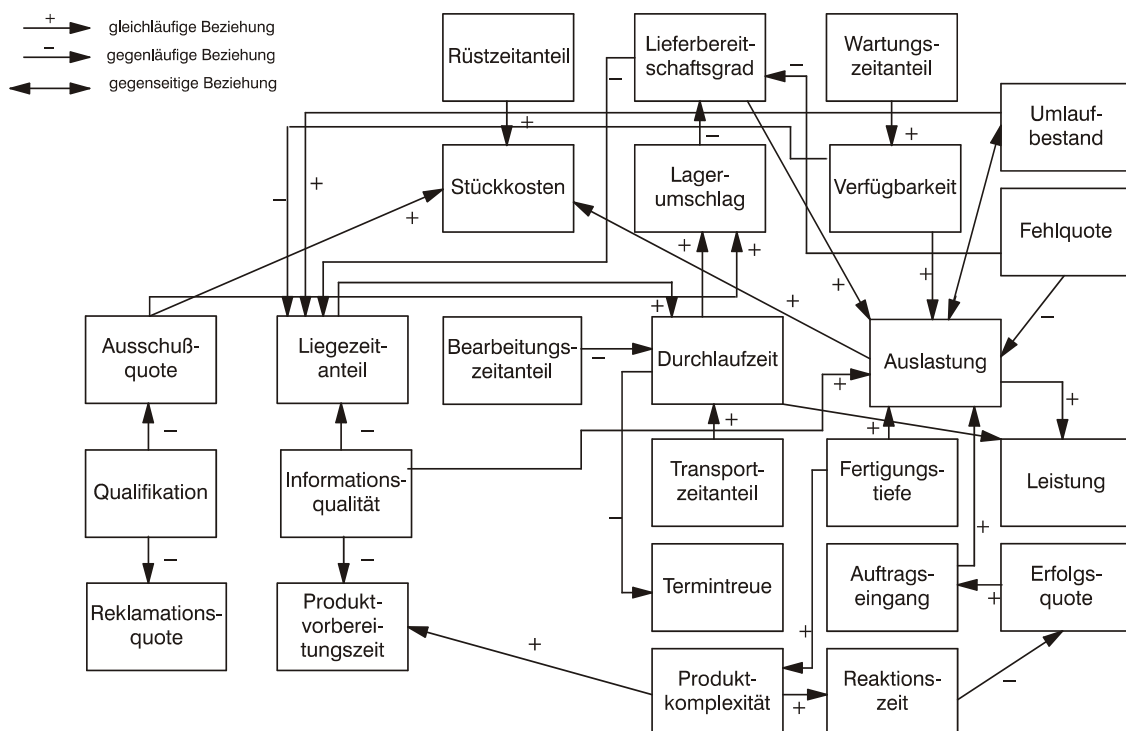 + gleichläufige Beziehung
− gegenläufige Beziehung
gegenseitige Beziehung
Rüstzeitanteil
Lieferbereit-
schaftsgrad
Wartungs-
zeitanteil
Umlauf-
bestand
Stückkosten
Lager-
umschlag
Verfügbarkeit
Fehlquote
Ausschuß-
quote
Liegezeit-
anteil
Bearbeitungs-
zeitanteil
Durchlaufzeit
Auslastung
Qualifikation
Informations-
qualität
Transport-
zeitanteil
Fertigungs-
tiefe
Leistung
Reklamations-
quote
Produkt-
vorberei-
tungszeit
Termintreue
Auftrags-
eingang
Erfolgs-
quote
Produkt-
komplexität
Reaktions-
zeit
+
−
−
+
−
+
−
+
+
+
+
+
+
+
−
+
−
+
+
+
+
−
−
−
−
−
+
+
+
+
+
−